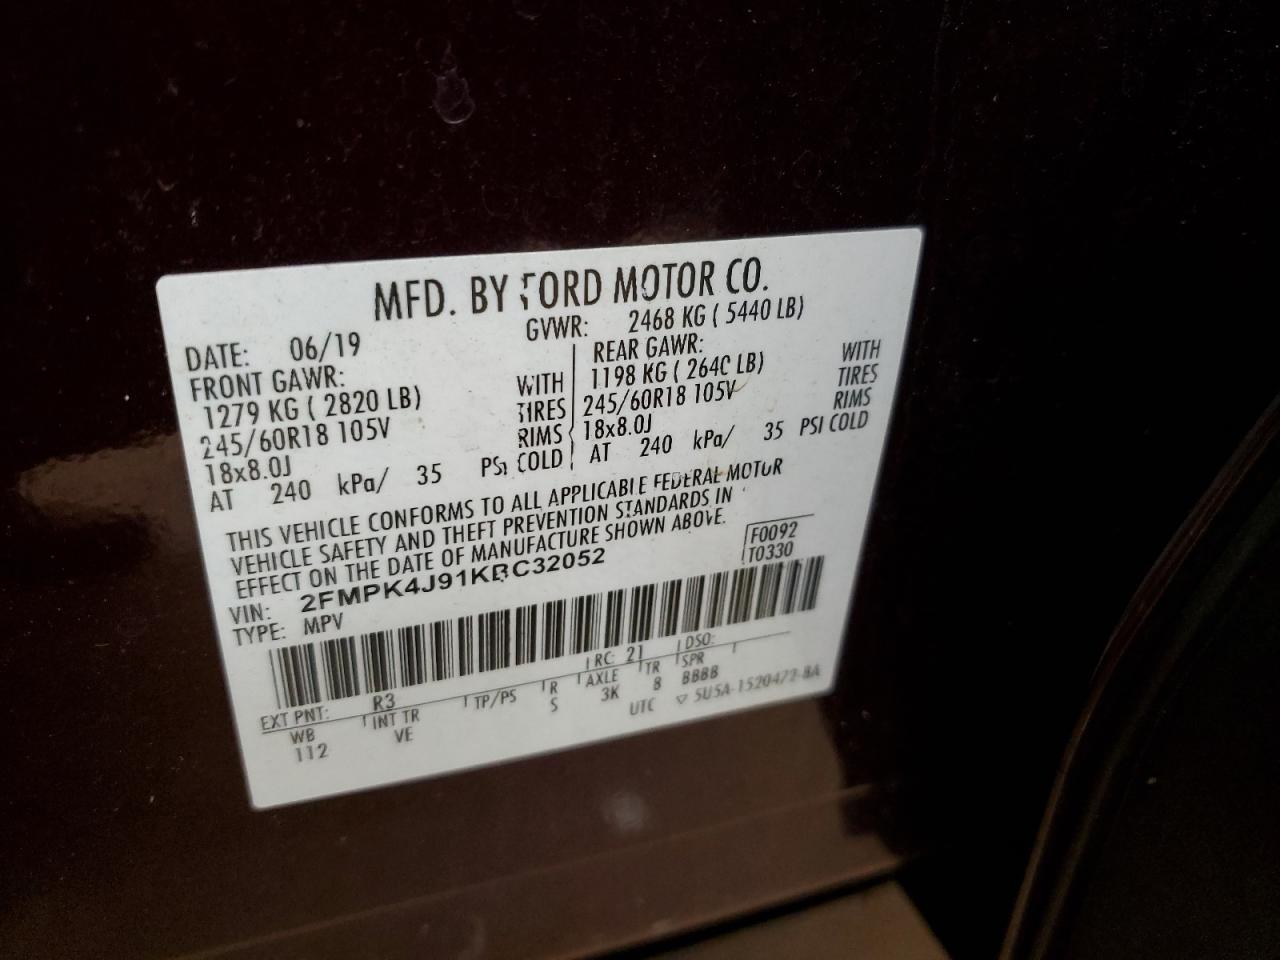 MFD. BY FORD MOTOR CO.
DATE: 06/19
GVWR: 2468 KG ( 5440 LB)
FRONT GAWR:
1279 KG ( 2820 LB)
245/60R18 105V
18x8.0J
AT 240 kPa/ 35 PSI COLD
WITH
TIRES
RIMS
REAR GAWR:
1198 KG ( 2640 LB)
245/60R18 105V
18x8.0J
AT 240 kPa/ 35 PSI COLD
WITH
TIRES
RIMS
THIS VEHICLE CONFORMS TO ALL APPLICABLE FEDERAL MOTOR
VEHICLE SAFETY AND THEFT PREVENTION STANDARDS IN
EFFECT ON THE DATE OF MANUFACTURE SHOWN ABOVE.
F0092
T0330
VIN: 2FMPK4J91KBC32052
TYPE: MPV
EXT PNT: R3 RC: 21 DSO:
WB INT TR TP/PS R AXLE TR SPR
112 VE S 3K 8 BBBB
UTC ▽ 5U5A-1520472-BA